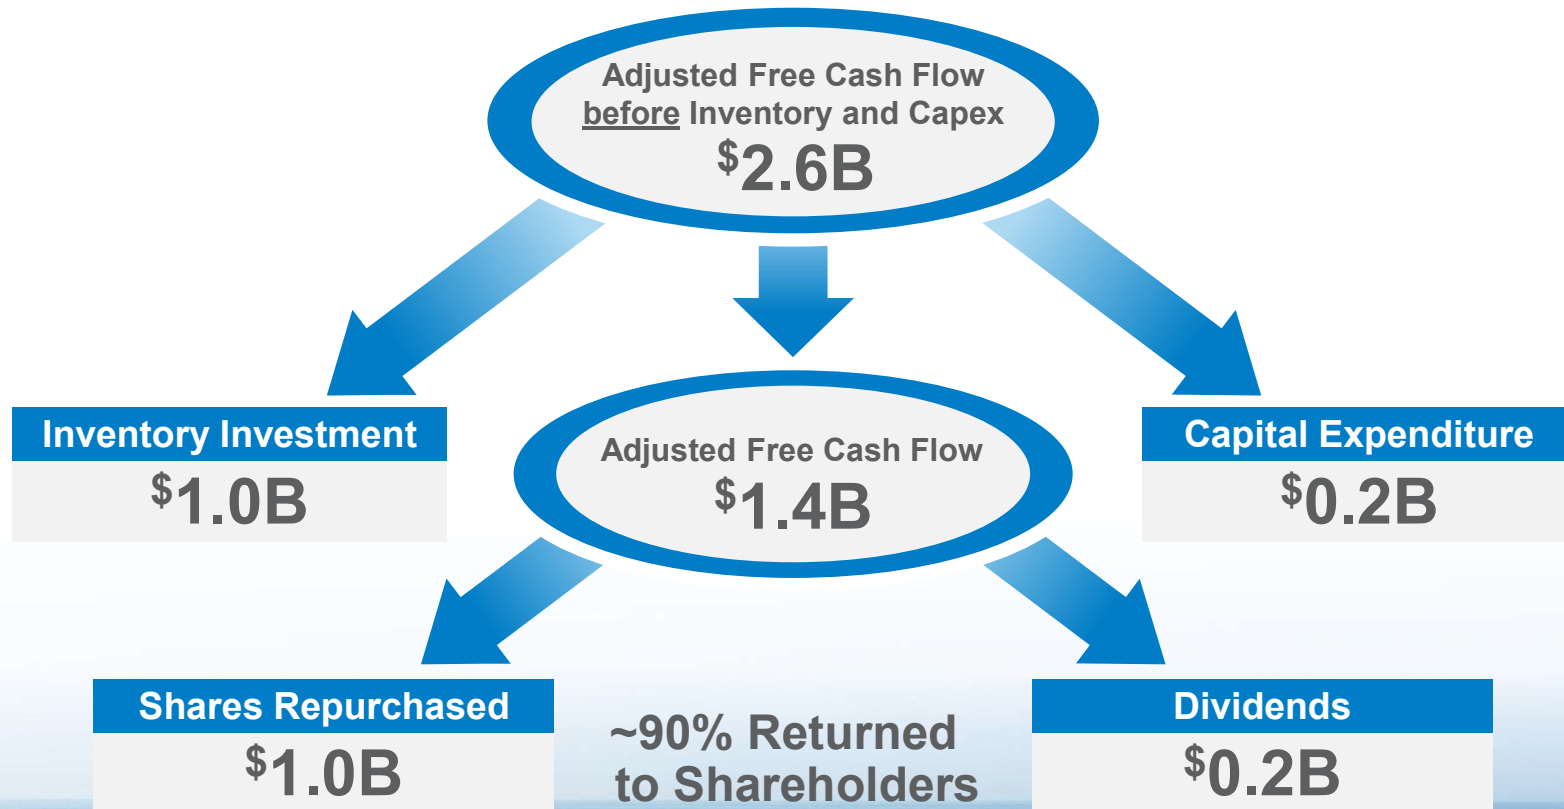 Adjusted Free Cash Flow
before Inventory and Capex
$2.6B
Inventory Investment
$1.0B
Adjusted Free Cash Flow
$1.4B
Capital Expenditure
$0.2B
Shares Repurchased
$1.0B
~90% Returned
to Shareholders
Dividends
$0.2B